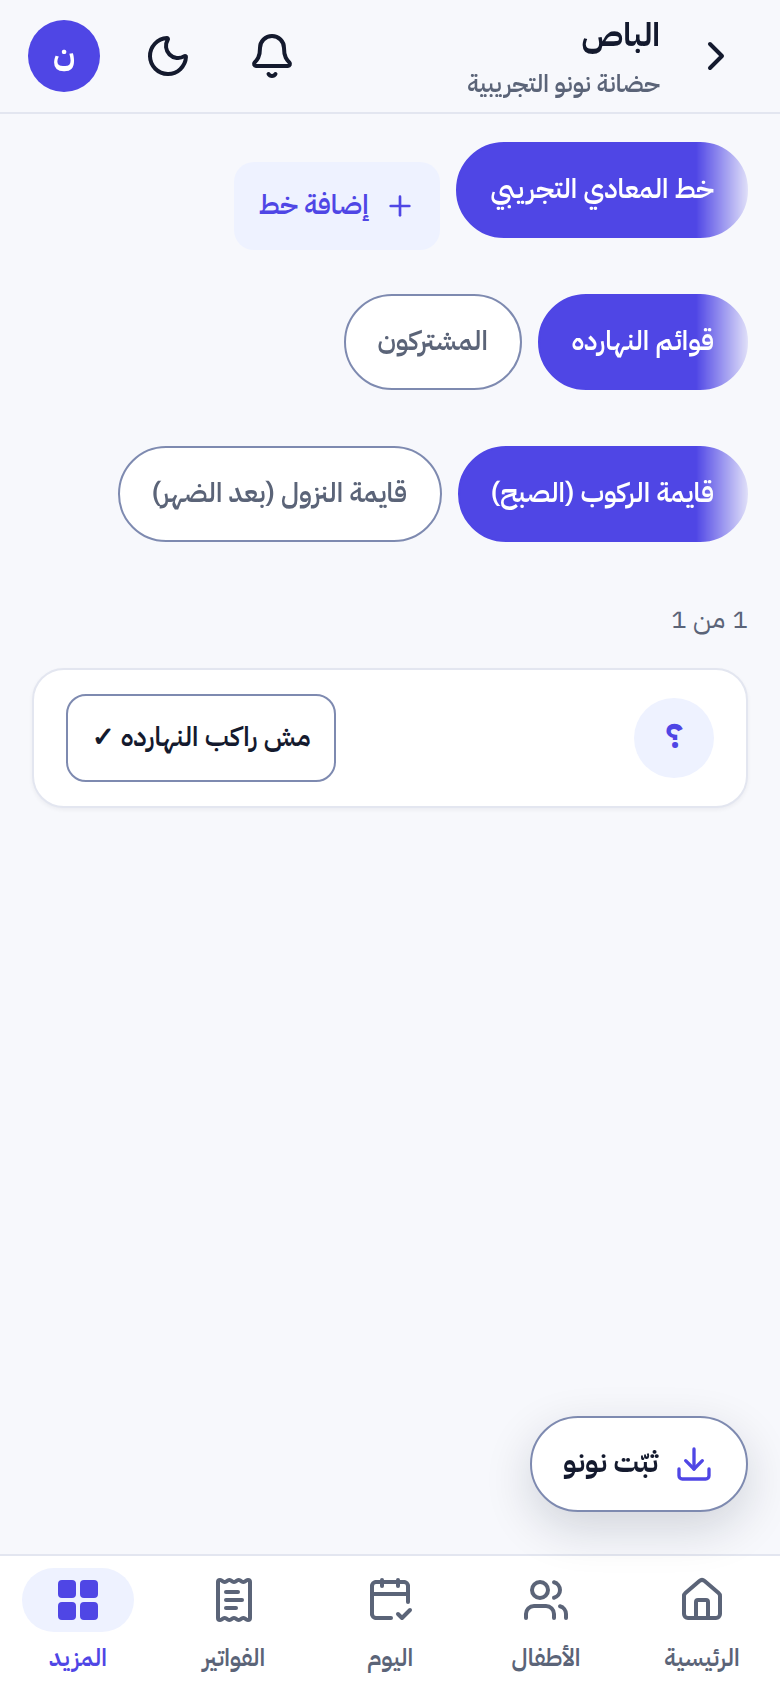 الباص
حضانة نونو التجريبية
ن
خط المعادي التجريبي
إضافة خط
قوائم النهارده
المشتركون
قايمة الركوب (الصبح)
قايمة النزول (بعد الضهر)
1 من 1
؟
مش راكب النهارده ✓
ثبّت نونو
الرئيسية
الأطفال
اليوم
الفواتير
المزيد